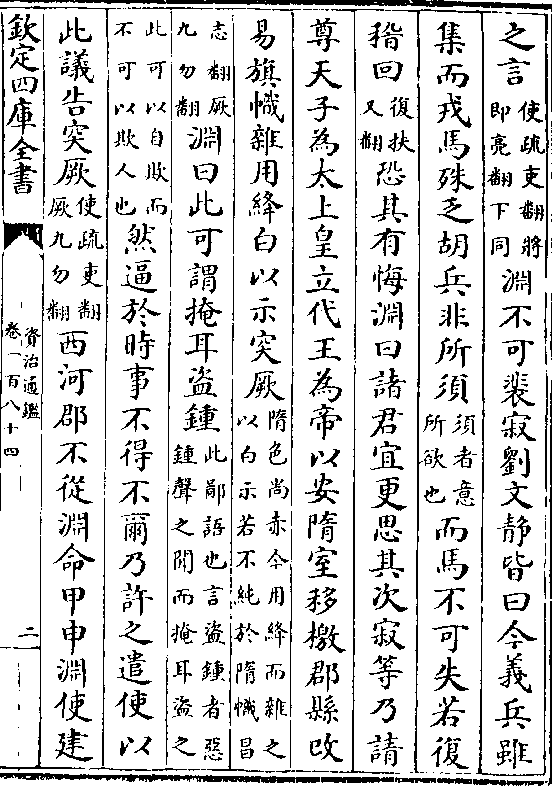 之言使疏吏翻將即亮翻下同淵不可裴寂劉文靜皆曰今義兵雖
集而戎馬殊乏胡兵非所須須者意所欲也而馬不可失若復
稽回復扶又翻恐其有悔淵曰諸君宜更思其次寂等乃請
尊天子為太上皇立代王為帝以安隋室移檄郡縣改
易旗幟雜用絳白以示突厥隋色尚赤今用絳而雜之以白示若不純於隋幟昌
志翻厥九勿翻淵曰此可謂掩耳盜鍾此鄙語也言盜鍾者惡鍾聲之聞而掩耳盜之
此可以自欺而不可以欺人也然逼於時事不得不爾乃許之遣使以
此議告突厥使疏吏翻厥九勿翻西河郡不從淵命甲申淵使建
欽定四庫全書
資治通鑑
卷一百八十四
二